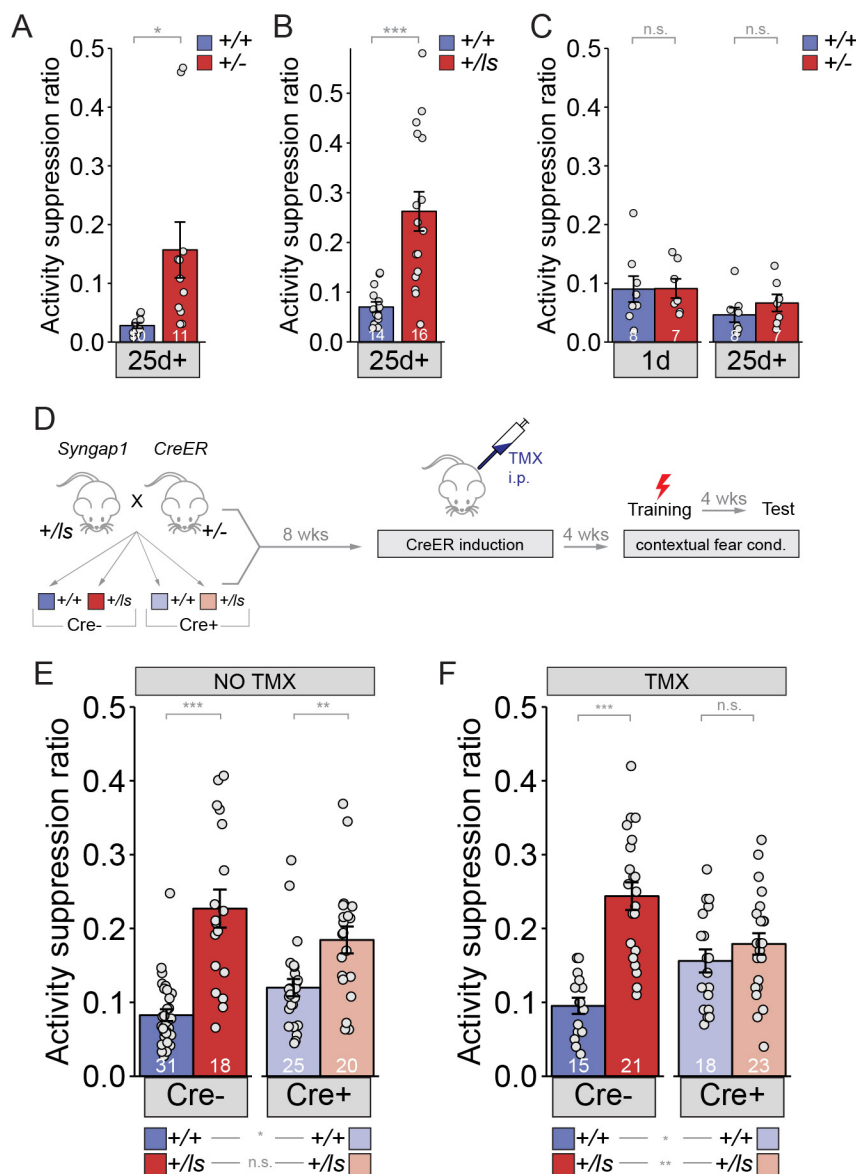 A
*
+/+
+/-
Activity suppression ratio
0.5
0.4
0.3
0.2
0.1
0.0
10
11
25d+
B
***
+/+
+/ls
Activity suppression ratio
0.5
0.4
0.3
0.2
0.1
0.0
14
16
25d+
C
n.s.
n.s.
+/+
+/-
Activity suppression ratio
0.5
0.4
0.3
0.2
0.1
0.0
8
7
8
7
1d
25d+
D
Syngap1
CreER
X
+/ls
+/-
+/+
+/ls
+/+
+/ls
Cre-
Cre+
8 wks
TMX
i.p.
CreER induction
4 wks
Training
4 wks
Test
contextual fear cond.
E
NO TMX
***
**
Activity suppression ratio
0.5
0.4
0.3
0.2
0.1
0.0
31
18
25
20
Cre-
Cre+
+/+ * +/+
+/ls n.s. +/ls
F
TMX
***
n.s.
Activity suppression ratio
0.5
0.4
0.3
0.2
0.1
0.0
15
21
18
23
Cre-
Cre+
+/+ * +/+
+/ls ** +/ls